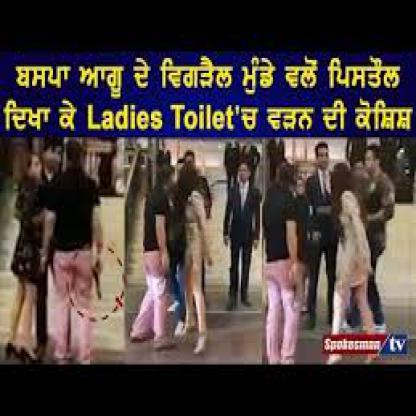 ਬਸਪਾ ਆਗੂ ਦੇ ਵਿਗੜੈਲ ਮੁੰਡੇ ਵਲੋਂ ਪਿਸਤੌਲ
ਦਿਖਾ ਕੇ Ladies Toilet'ਚ ਵੜਨ ਦੀ ਕੋਸ਼ਿਸ਼
Spokesman tv